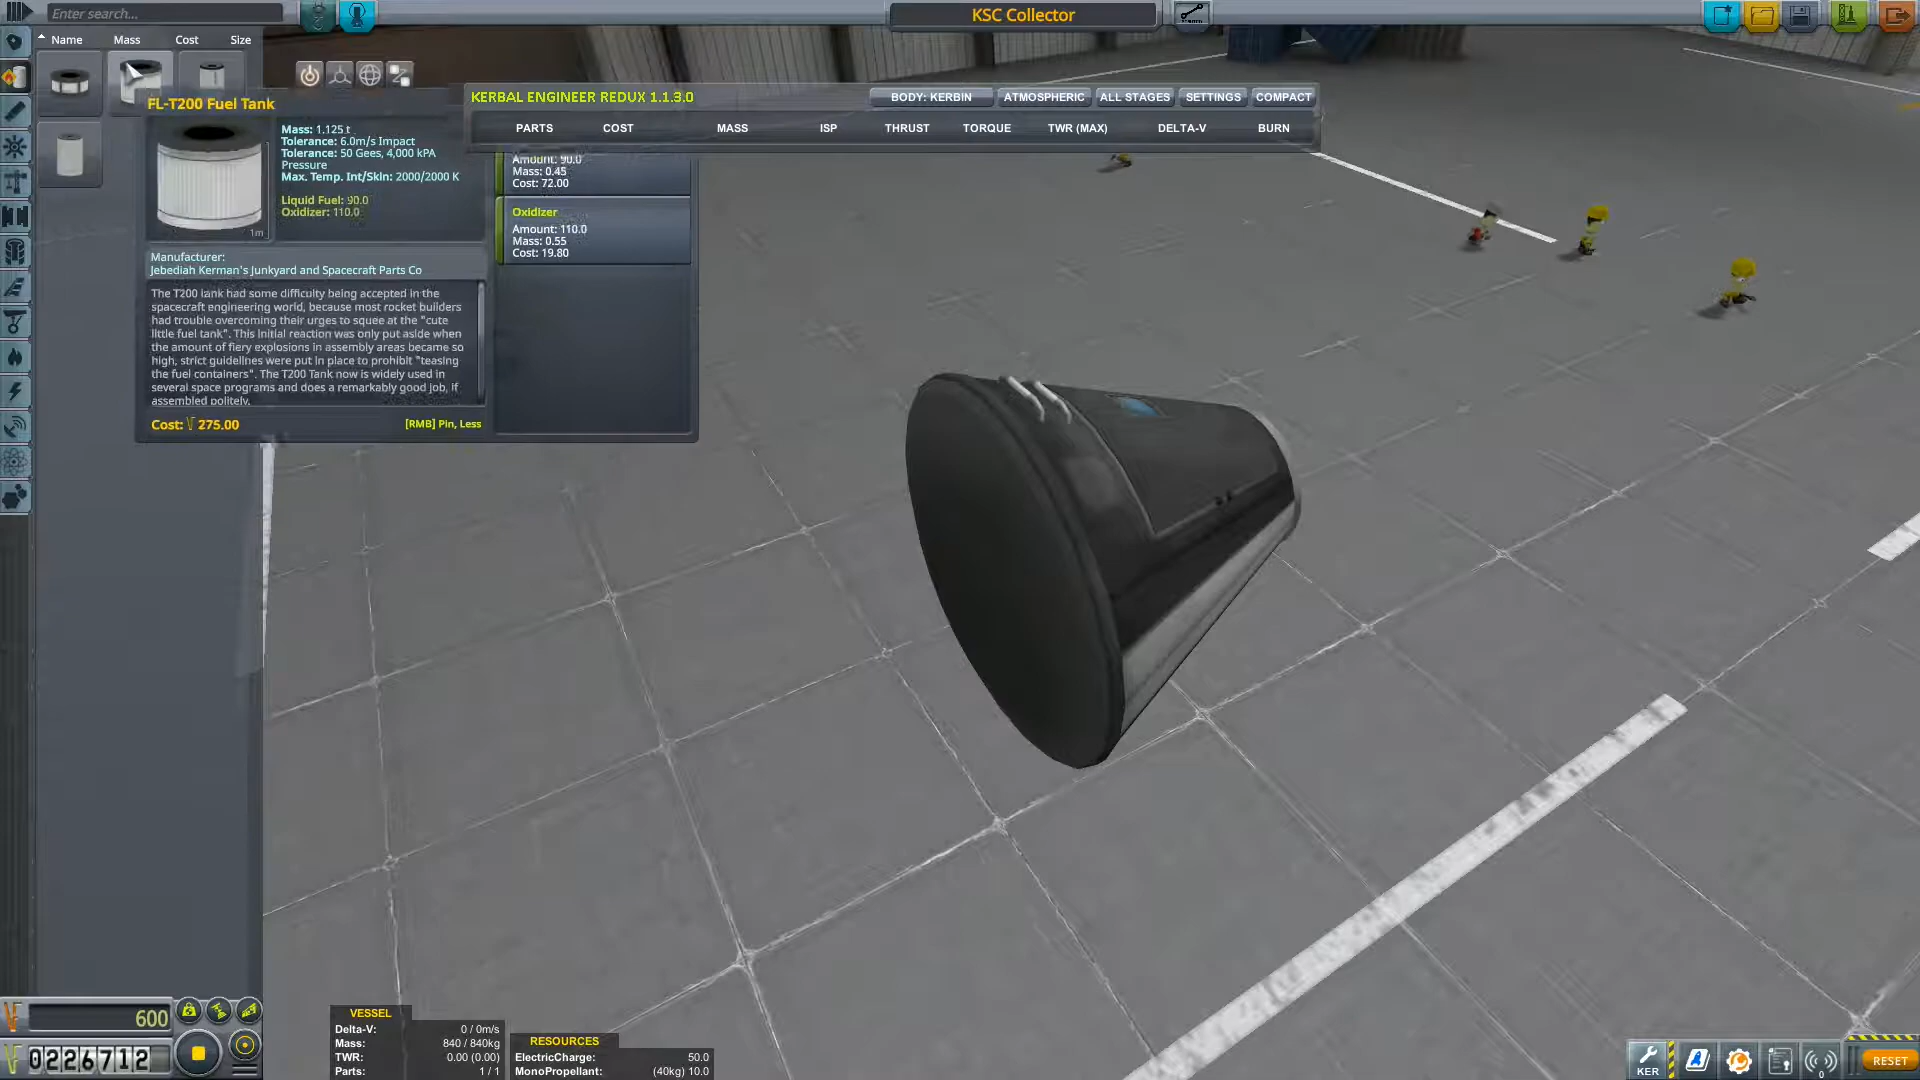 Enter search...
KSC Collector
Name Mass Cost Size
FL-T200 Fuel Tank
Mass: 1.125 t
Tolerance: 6.0m/s Impact
Tolerance: 50 Gees, 4,000 kPA
Pressure
Max. Temp. Int/Skin: 2000/2000 K
Liquid Fuel: 90.0
Oxidizer: 110.0
1m
Manufacturer:
Jebediah Kerman's Junkyard and Spacecraft Parts Co
The T200 tank had some difficulty being accepted in the
spacecraft engineering world, because most rocket builders
had trouble overcoming their urges to squee at the "cute
little fuel tank". This initial reaction was only put aside when
the amount of fiery explosions in assembly areas became so
high, strict guidelines were put in place to prohibit "teasing
the fuel containers". The T200 Tank now is widely used in
several space programs and does a remarkably good job, if
assembled politely.
Cost: 275.00
[RMB] Pin, Less
Amount: 90.0
Mass: 0.45
Cost: 72.00
Oxidizer
Amount: 110.0
Mass: 0.55
Cost: 19.80
KERBAL ENGINEER REDUX 1.1.3.0
BODY: KERBIN ATMOSPHERIC ALL STAGES SETTINGS COMPACT
PARTS COST MASS ISP THRUST TORQUE TWR (MAX) DELTA-V BURN
600
0226712
VESSEL
Delta-V: 0 / 0m/s
Mass: 840 / 840kg
TWR: 0.00 (0.00)
Parts: 1 / 1
RESOURCES
ElectricCharge: 50.0
MonoPropellant: (40kg) 10.0
KER
0
RESET